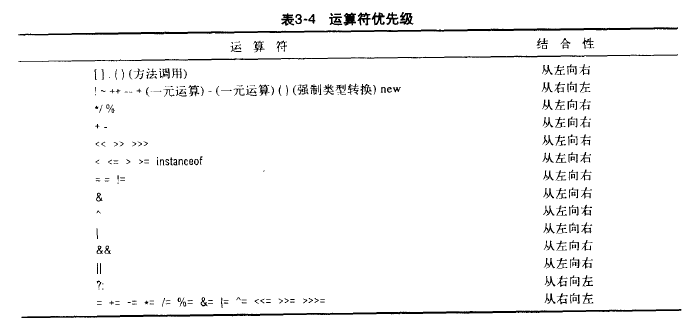 表3-4 运算符优先级
运算符 结合性
[ ] . ( ) (方法调用) 从左向右
! ~ ++ -- + (一元运算) - (一元运算) ( ) (强制类型转换) new 从右向左
*/ % 从左向右
+ - 从左向右
<< >> >>> 从左向右
< <= > >= instanceof 从左向右
= = != 从左向右
& 从左向右
^ 从左向右
| 从左向右
&& 从左向右
|| 从左向右
?: 从右向左
= += -= *= /= %= &= |= ^= <<= >>= >>>= 从右向左